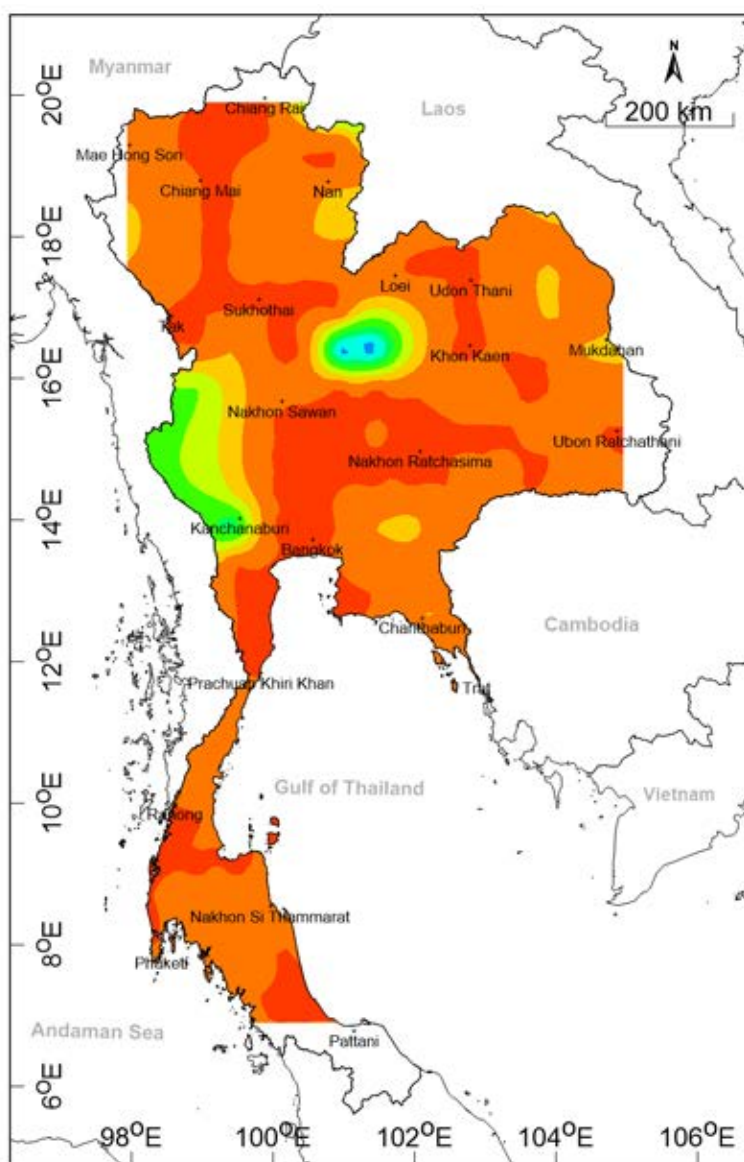 Myanmar
N
20°E
Chiang Rai
Laos
200 km
Mae Hong Son
Chiang Mai
Nan
18°E
Loei
Udon Thani
Sukhothai
Tak
Khon Kaen
Mukdahan
16°E
Nakhon Sawan
Ubon Ratchathani
Nakhon Ratchasima
14°E
Kanchanaburi
Bangkok
Chanthaburi
Cambodia
12°E
Prachuap Khiri Khan
Trat
Gulf of Thailand
Vietnam
10°E
Ranong
Nakhon Si Thammarat
8°E
Phuket
Andaman Sea
Pattani
6°E
98°E 100°E 102°E 104°E 106°E